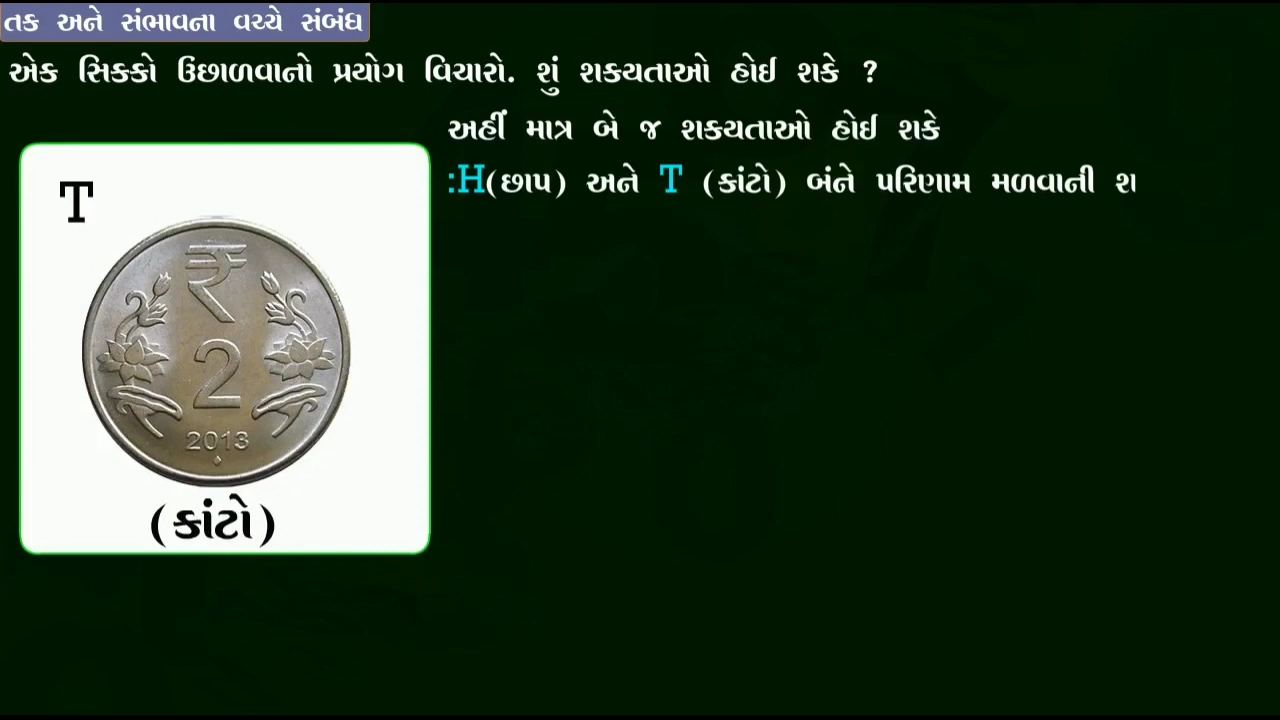 તક અને સંભાવના વચ્ચે સંબંધ
એક સિક્કો ઉછાળવાનો પ્રયોગ વિચારો. શું શક્યતાઓ હોઈ શકે ?
અહીં માત્ર બે જ શક્યતાઓ હોઈ શકે
:H(છાપ) અને T (કાંટો) બંને પરિણામ મળવાની શ
T
₹
2
2013
(કાંટો)